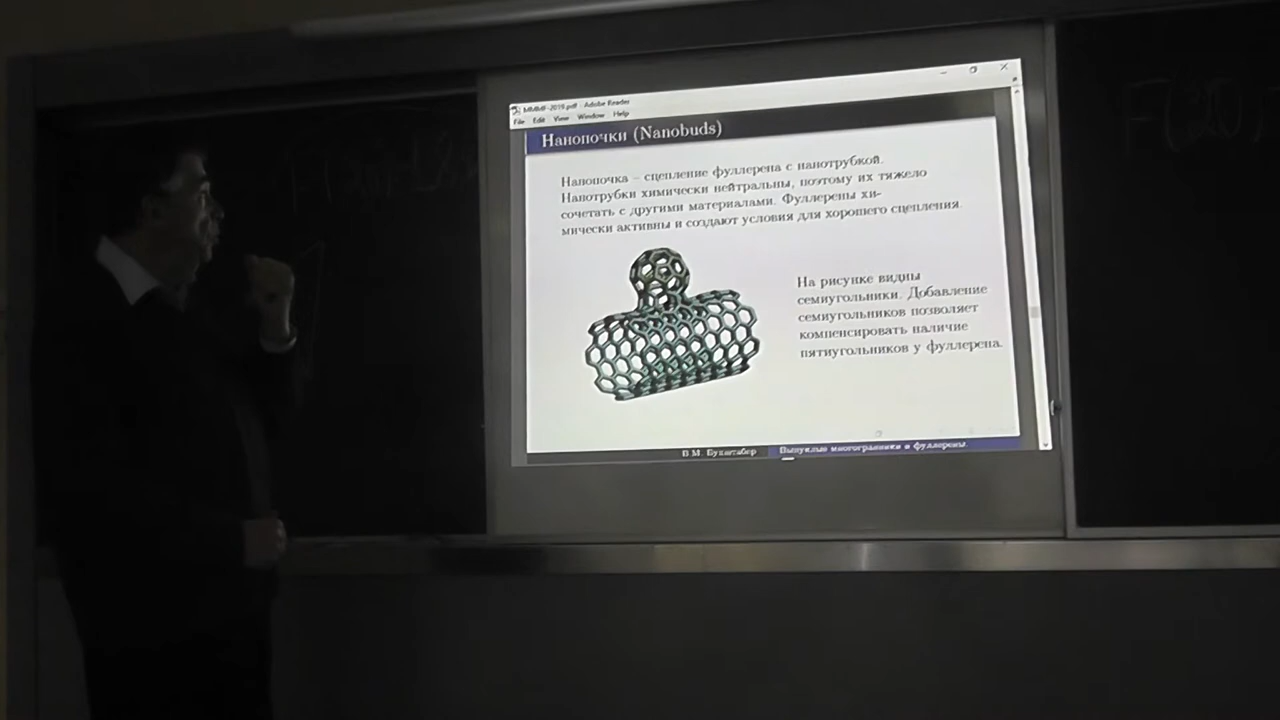 MMMF-2019.pdf - Adobe Reader
File Edit View Window Help
Нанопочки (Nanobuds)
Нанопочка – сцепление фуллерена с нанотрубкой.
Нанотрубки химически нейтральны, поэтому их тяжело
сочетать с другими материалами. Фуллерены хи-
мически активны и создают условия для хорошего сцепления.
На рисунке видны
семиугольники. Добавление
семиугольников позволяет
компенсировать наличие
пятиугольников у фуллерена.
В.М. Бухштабер Выпуклые многогранники и фуллерены.